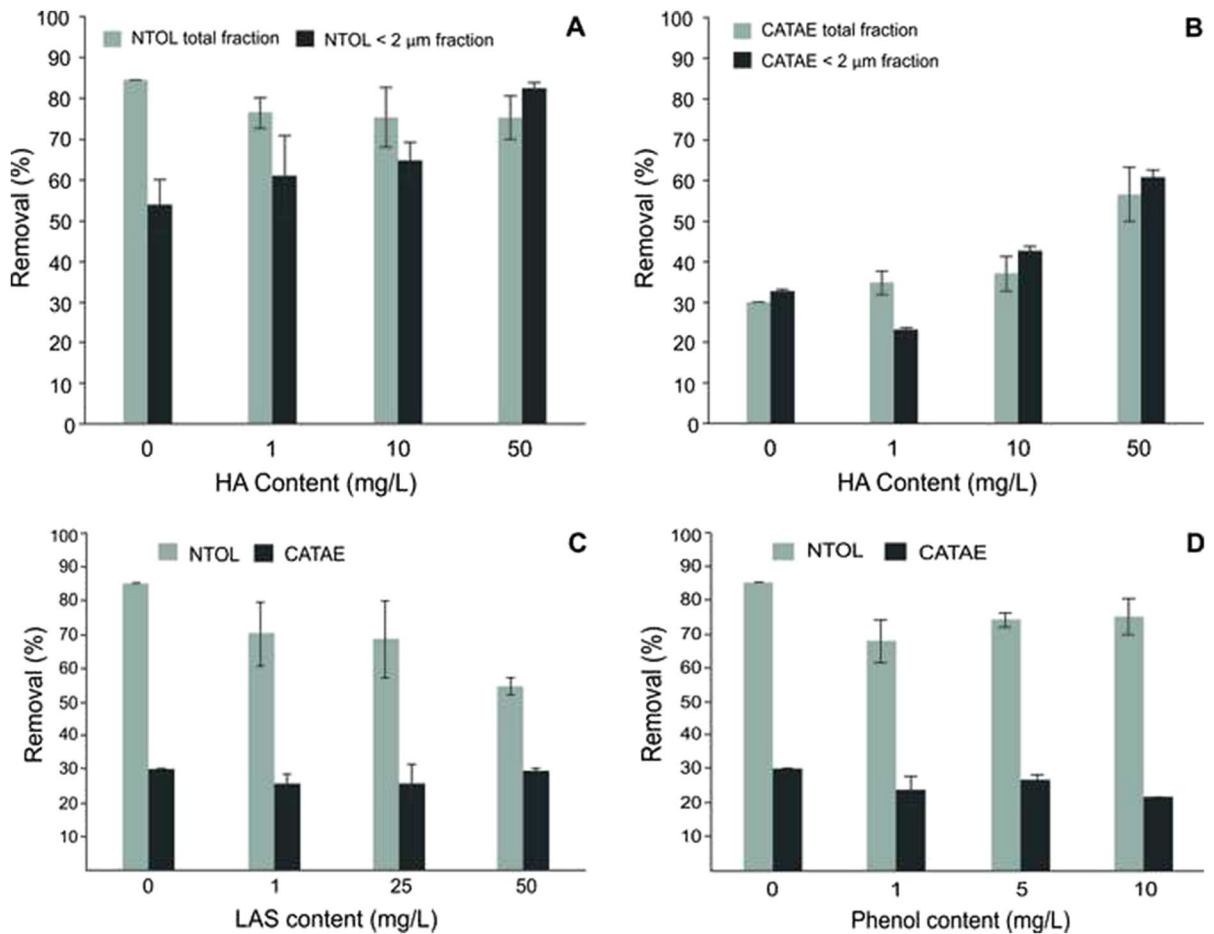 A
NTOL total fraction NTOL < 2 µm fraction
Removal (%)
100
90
80
70
60
50
40
30
20
10
0
0 1 10 50
HA Content (mg/L)
B
CATAE total fraction
CATAE < 2 µm fraction
Removal (%)
100
90
80
70
60
50
40
30
20
10
0
0 1 10 50
HA Content (mg/L)
C
NTOL CATAE
Removal (%)
100
90
80
70
60
50
40
30
20
10
0 1 25 50
LAS content (mg/L)
D
NTOL CATAE
Removal (%)
100
90
80
70
60
50
40
30
20
10
0 1 5 10
Phenol content (mg/L)